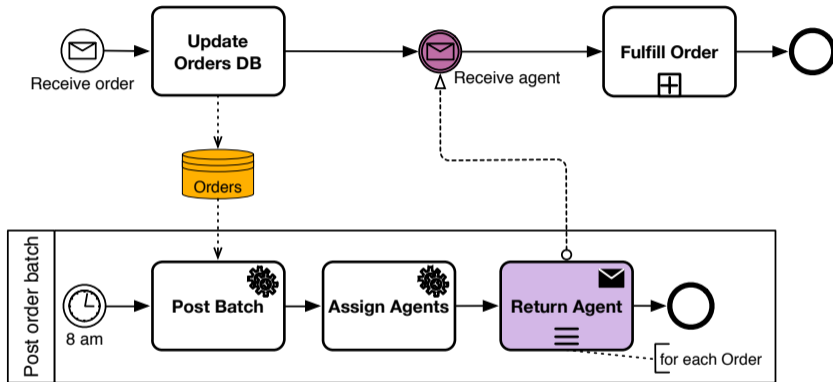 Update
Orders DB
Receive order
Receive agent
Fulfill Order
Orders
Post order batch
8 am
Post Batch
Assign Agents
Return Agent
for each Order